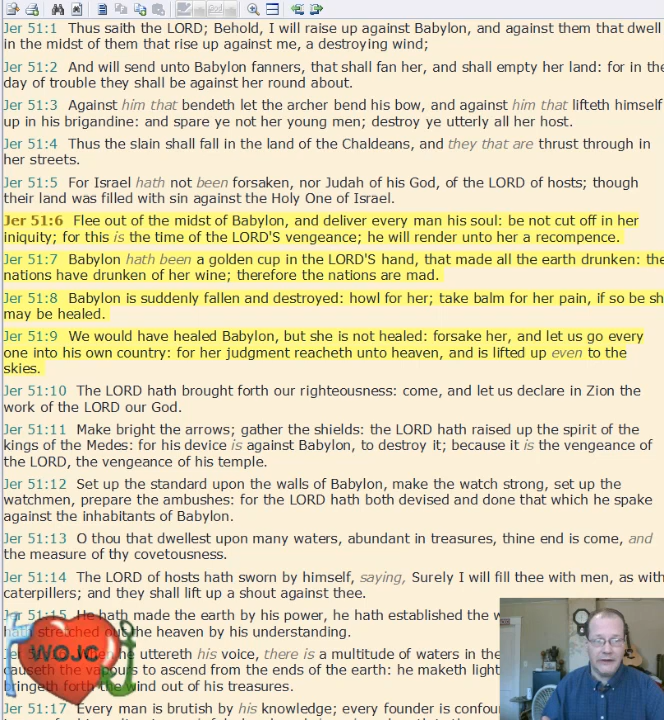 Jer 51:1 Thus saith the LORD; Behold, I will raise up against Babylon, and against them that dwell
in the midst of them that rise up against me, a destroying wind;
Jer 51:2 And will send unto Babylon fanners, that shall fan her, and shall empty her land: for in the
day of trouble they shall be against her round about.
Jer 51:3 Against him that bendeth let the archer bend his bow, and against him that lifteth himself
up in his brigandine: and spare ye not her young men; destroy ye utterly all her host.
Jer 51:4 Thus the slain shall fall in the land of the Chaldeans, and they that are thrust through in
her streets.
Jer 51:5 For Israel hath not been forsaken, nor Judah of his God, of the LORD of hosts; though
their land was filled with sin against the Holy One of Israel.
Jer 51:6 Flee out of the midst of Babylon, and deliver every man his soul: be not cut off in her
iniquity; for this is the time of the LORD'S vengeance; he will render unto her a recompence.
Jer 51:7 Babylon hath been a golden cup in the LORD'S hand, that made all the earth drunken: the
nations have drunken of her wine; therefore the nations are mad.
Jer 51:8 Babylon is suddenly fallen and destroyed: howl for her; take balm for her pain, if so be sh
may be healed.
Jer 51:9 We would have healed Babylon, but she is not healed: forsake her, and let us go every
one into his own country: for her judgment reacheth unto heaven, and is lifted up even to the
skies.
Jer 51:10 The LORD hath brought forth our righteousness: come, and let us declare in Zion the
work of the LORD our God.
Jer 51:11 Make bright the arrows; gather the shields: the LORD hath raised up the spirit of the
kings of the Medes: for his device is against Babylon, to destroy it; because it is the vengeance of
the LORD, the vengeance of his temple.
Jer 51:12 Set up the standard upon the walls of Babylon, make the watch strong, set up the
watchmen, prepare the ambushes: for the LORD hath both devised and done that which he spake
against the inhabitants of Babylon.
Jer 51:13 O thou that dwellest upon many waters, abundant in treasures, thine end is come, and
the measure of thy covetousness.
Jer 51:14 The LORD of hosts hath sworn by himself, saying, Surely I will fill thee with men, as with
caterpillers; and they shall lift up a shout against thee.
51:15 He hath made the earth by his power, he hath established the w
hath stretched out the heaven by his understanding.
he uttereth his voice, there is a multitude of waters in the
causeth the vapours to ascend from the ends of the earth: he maketh light
bringeth forth the wind out of his treasures.
Jer 51:17 Every man is brutish by his knowledge; every founder is confou
WOJC